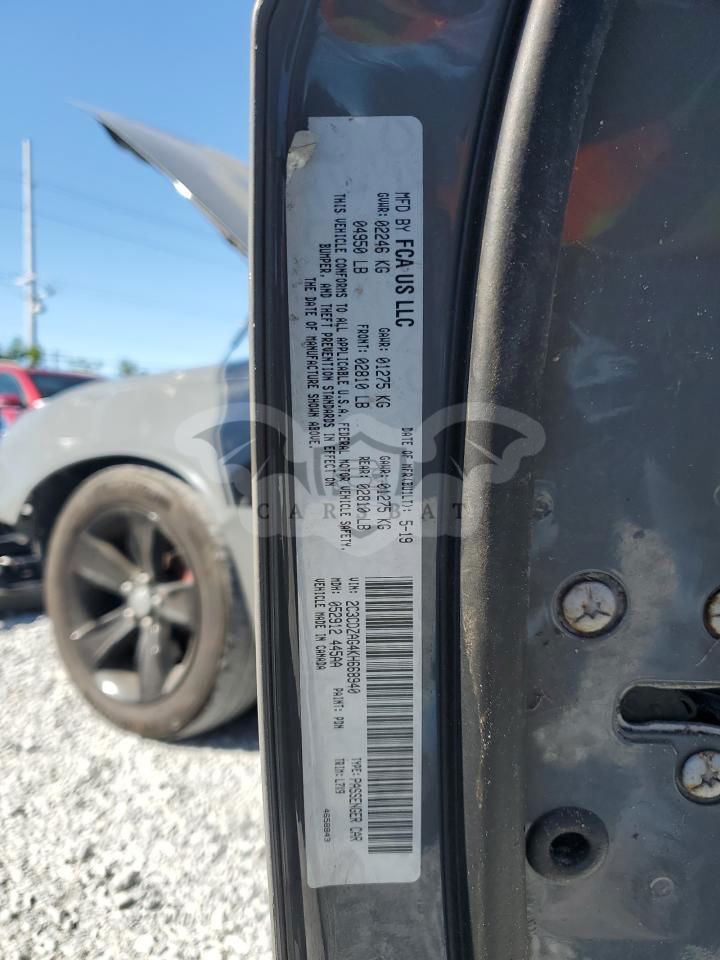 MFD BY FCA US LLC
DATE OF MFR(BUILT): 5-19
GVWR: 02246 KG
04950 LB
GAWR: 01275 KG
FRONT: 02810 LB
GAWR: 01275 KG
REAR: 02810 LB
THIS VEHICLE CONFORMS TO ALL APPLICABLE U.S.A. FEDERAL MOTOR VEHICLE SAFETY,
BUMPER, AND THEFT PREVENTION STANDARDS IN EFFECT ON
THE DATE OF MANUFACTURE SHOWN ABOVE.
VIN: 2C3CDZAG4KH668940
TYPE: PASSENGER CAR
MDH: 052912 445AA
PAINT: PDN
TRIM: L7X9
VEHICLE MADE IN CANADA
4658843
CARSBAT